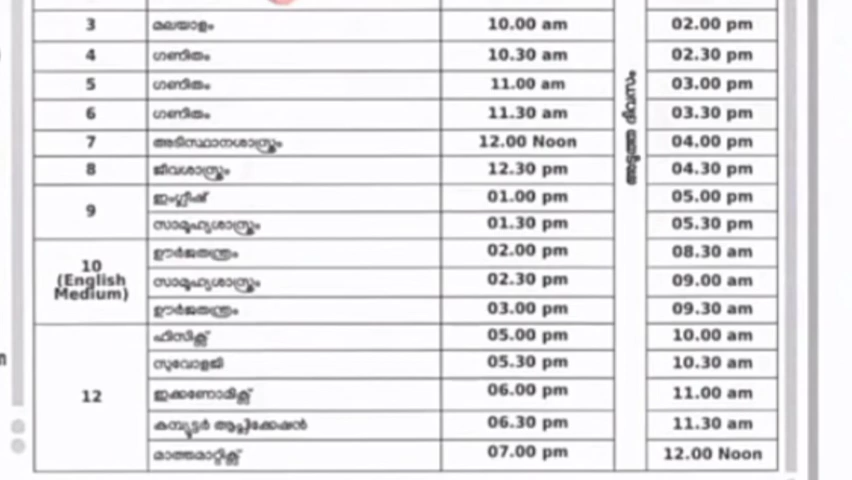 3 മലയാളം 10.00 am 02.00 pm
4 ഗണിതം 10.30 am 02.30 pm
5 ഗണിതം 11.00 am 03.00 pm
6 ഗണിതം 11.30 am 03.30 pm
7 അടിസ്ഥാനശാസ്ത്രം 12.00 Noon 04.00 pm
8 ജീവശാസ്ത്രം 12.30 pm 04.30 pm
9 ഇംഗ്ലീഷ് 01.00 pm 05.00 pm
സാമൂഹ്യശാസ്ത്രം 01.30 pm 05.30 pm
10 (English Medium) ഊർജതന്ത്രം 02.00 pm 08.30 am
സാമൂഹ്യശാസ്ത്രം 02.30 pm 09.00 am
ഊർജതന്ത്രം 03.00 pm 09.30 am
12 ഫിസിക്സ് 05.00 pm 10.00 am
സുവോളജി 05.30 pm 10.30 am
ഇക്കണോമിക്സ് 06.00 pm 11.00 am
കമ്പ്യൂട്ടർ ആപ്ലിക്കേഷൻ 06.30 pm 11.30 am
മാത്തമാറ്റിക്സ് 07.00 pm 12.00 Noon
അടുത്ത ദിവസം